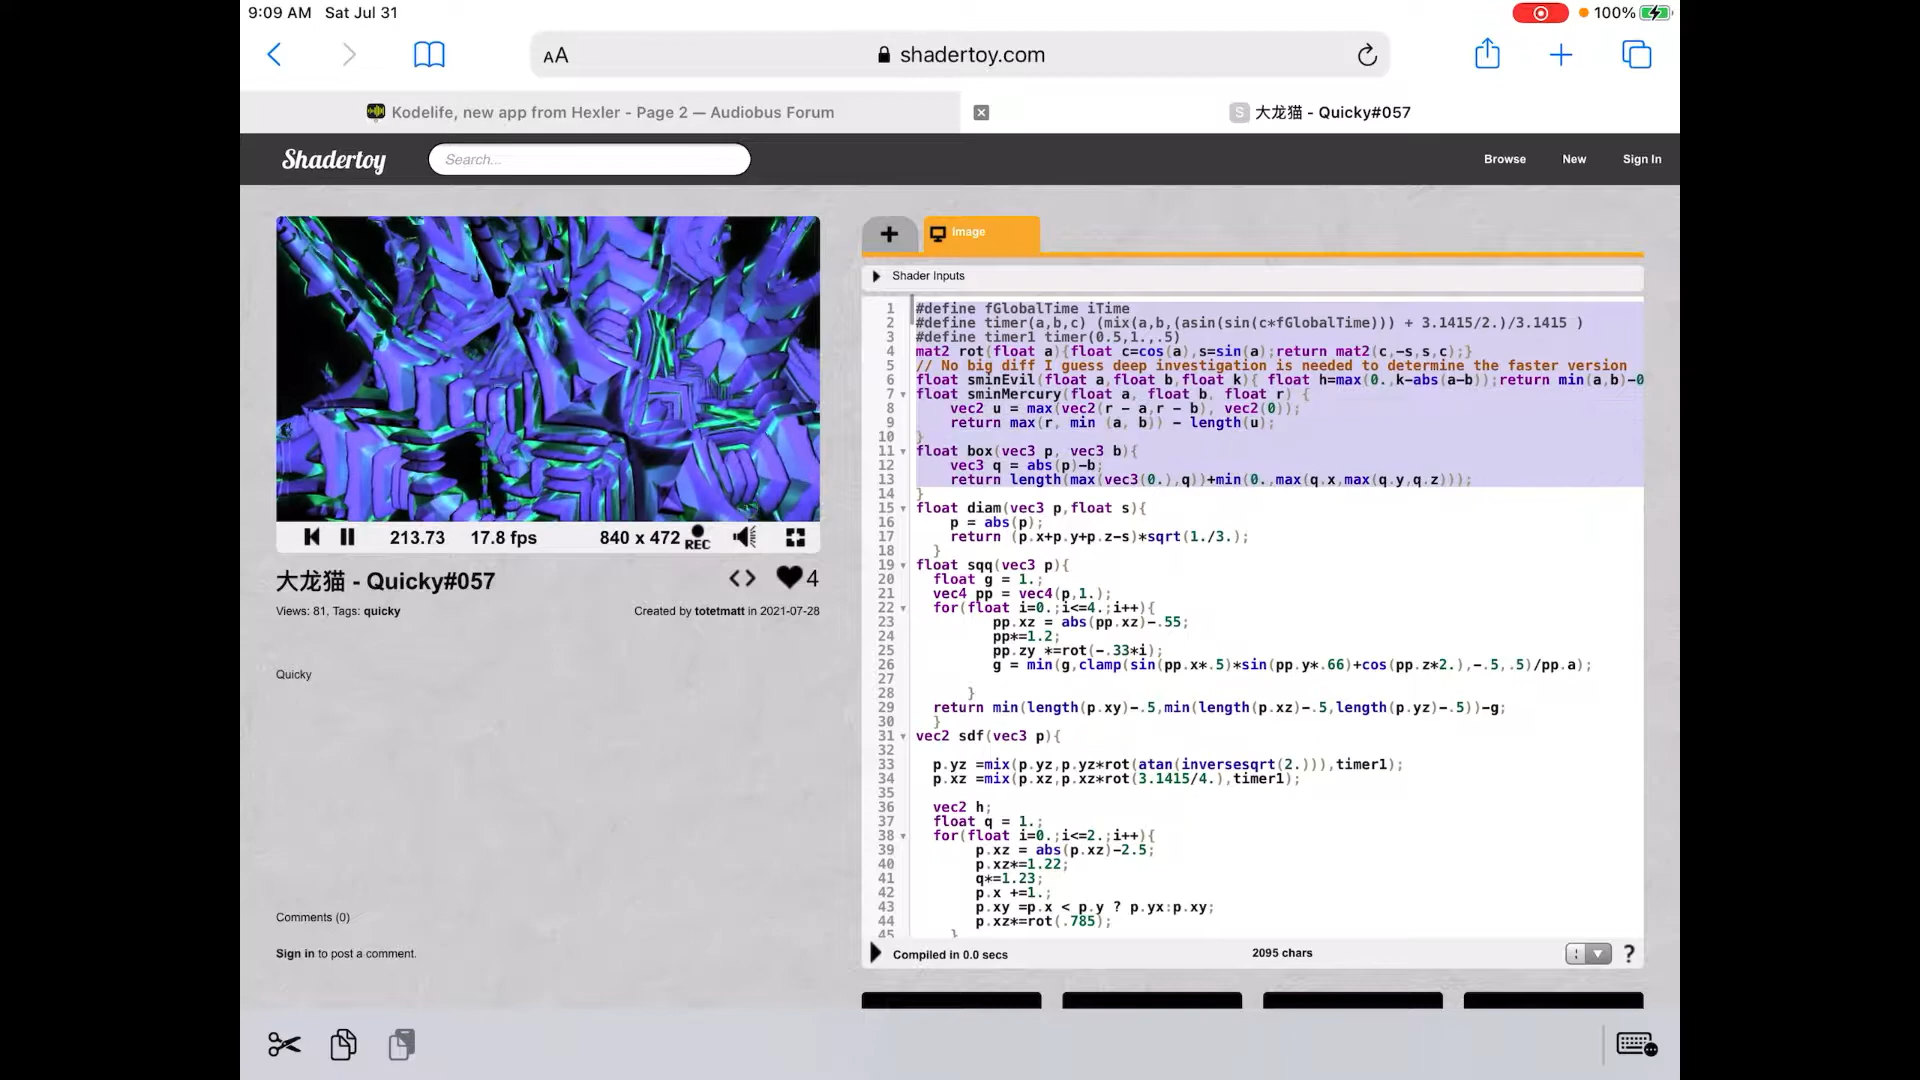 9:09 AM Sat Jul 31
100%
AA
shadertoy.com
Kodelife, new app from Hexler - Page 2 — Audiobus Forum
S 大龙猫 - Quicky#057
Shadertoy
Search...
Browse
New
Sign In
213.73
17.8 fps
840 x 472
REC
大龙猫 - Quicky#057
4
Views: 81, Tags: quicky
Created by totetmatt in 2021-07-28
Quicky
Comments (0)
Sign in to post a comment.
Image
Shader Inputs
1 #define fGlobalTime iTime
2 #define timer(a,b,c) (mix(a,b,(asin(sin(c*fGlobalTime))) + 3.1415/2.)/3.1415 )
3 #define timer1 timer(0.5,1.,.5)
4 mat2 rot(float a){float c=cos(a),s=sin(a);return mat2(c,-s,s,c);}
5 // No big diff I guess deep investigation is needed to determine the faster version
6 float sminEvil(float a,float b,float k){ float h=max(0.,k-abs(a-b));return min(a,b)-0
7 float sminMercury(float a, float b, float r) {
8 vec2 u = max(vec2(r - a,r - b), vec2(0));
9 return max(r, min (a, b)) - length(u);
10 }
11 float box(vec3 p, vec3 b){
12 vec3 q = abs(p)-b;
13 return length(max(vec3(0.),q))+min(0.,max(q.x,max(q.y,q.z)));
14 }
15 float diam(vec3 p,float s){
16 p = abs(p);
17 return (p.x+p.y+p.z-s)*sqrt(1./3.);
18 }
19 float sqq(vec3 p){
20 float g = 1.;
21 vec4 pp = vec4(p,1.);
22 for(float i=0.;i<=4.;i++){
23 pp.xz = abs(pp.xz)-.55;
24 pp*=1.2;
25 pp.zy *=rot(-.33*i);
26 g = min(g,clamp(sin(pp.x*.5)*sin(pp.y*.66)+cos(pp.z*2.),-.5,.5)/pp.a);
27
28 }
29 return min(length(p.xy)-.5,min(length(p.xz)-.5,length(p.yz)-.5))-g;
30 }
31 vec2 sdf(vec3 p){
32
33 p.yz =mix(p.yz,p.yz*rot(atan(inversesqrt(2.))),timer1);
34 p.xz =mix(p.xz,p.xz*rot(3.1415/4.),timer1);
35
36 vec2 h;
37 float q = 1.;
38 for(float i=0.;i<=2.;i++){
39 p.xz = abs(p.xz)-2.5;
40 p.xz*=1.22;
41 q*=1.23;
42 p.x +=1.;
43 p.xy =p.x < p.y ? p.yx:p.xy;
44 p.xz*=rot(.785);
45 }
Compiled in 0.0 secs
2095 chars
?